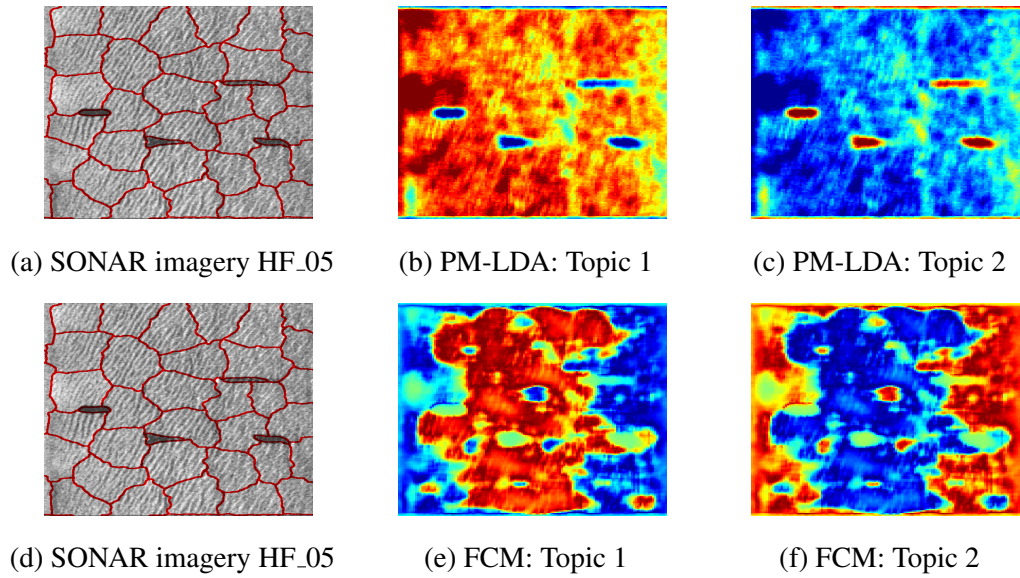 (a) SONAR imagery HF_05
(b) PM-LDA: Topic 1
(c) PM-LDA: Topic 2
(d) SONAR imagery HF_05
(e) FCM: Topic 1
(f) FCM: Topic 2